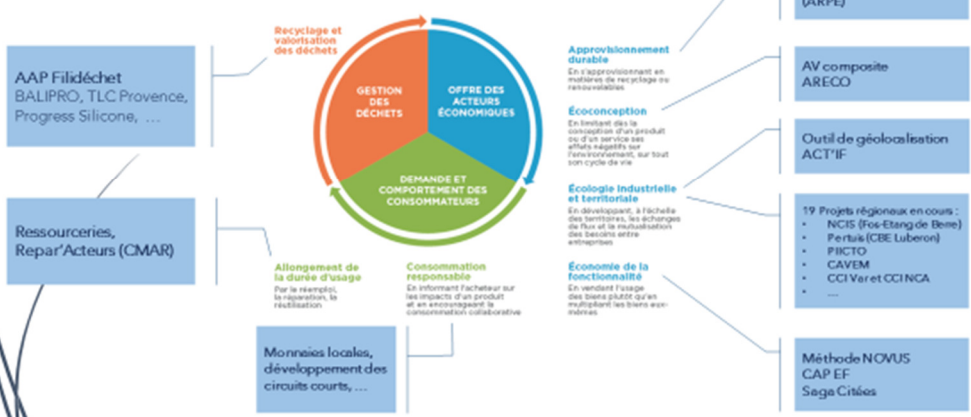 (ARPE)
Recyclage et
valorisation
des déchets
AAP Filidéchet
BALIPRO, TLC Provence,
Progress Silicone, ...
GESTION
DES
DÉCHETS
OFFRE DES
ACTEURS
ÉCONOMIQUES
DEMANDE ET
COMPORTEMENT DES
CONSOMMATEURS
Approvisionnement
durable
En s'approvisionnant en
matières de recyclage ou
renouvelables
AV composite
ARECO
Écoconception
En limitant dès la
conception d'un produit
ou d'un service ses
effets négatifs sur
l'environnement, sur tout
son cycle de vie
Outil de géolocalisation
ACT'IF
Écologie industrielle
et territoriale
En développant, à l'échelle
des territoires, les échanges
de flux et la mutualisation
des besoins entre
entreprises
19 Projets régionaux en cours :
• NCIS (Fos-Etang de Berre)
• Pertuis (CBE Luberon)
• PIICTO
• CAVEM
• CCI Var et CCI NCA
• ....
Ressourceries,
Repar'Acteurs (CMAR)
Allongement de
la durée d'usage
Par le réemploi,
la réparation, la
réutilisation
Consommation
responsable
En informant l'acheteur sur
les impacts d'un produit
et en encourageant la
consommation collaborative
Économie de la
fonctionnalité
En vendant l'usage
des biens plutôt qu'en
multipliant les biens eux-
mêmes
Monnaies locales,
développement des
circuits courts, ...
Méthode NOVUS
CAP EF
Saga Citées